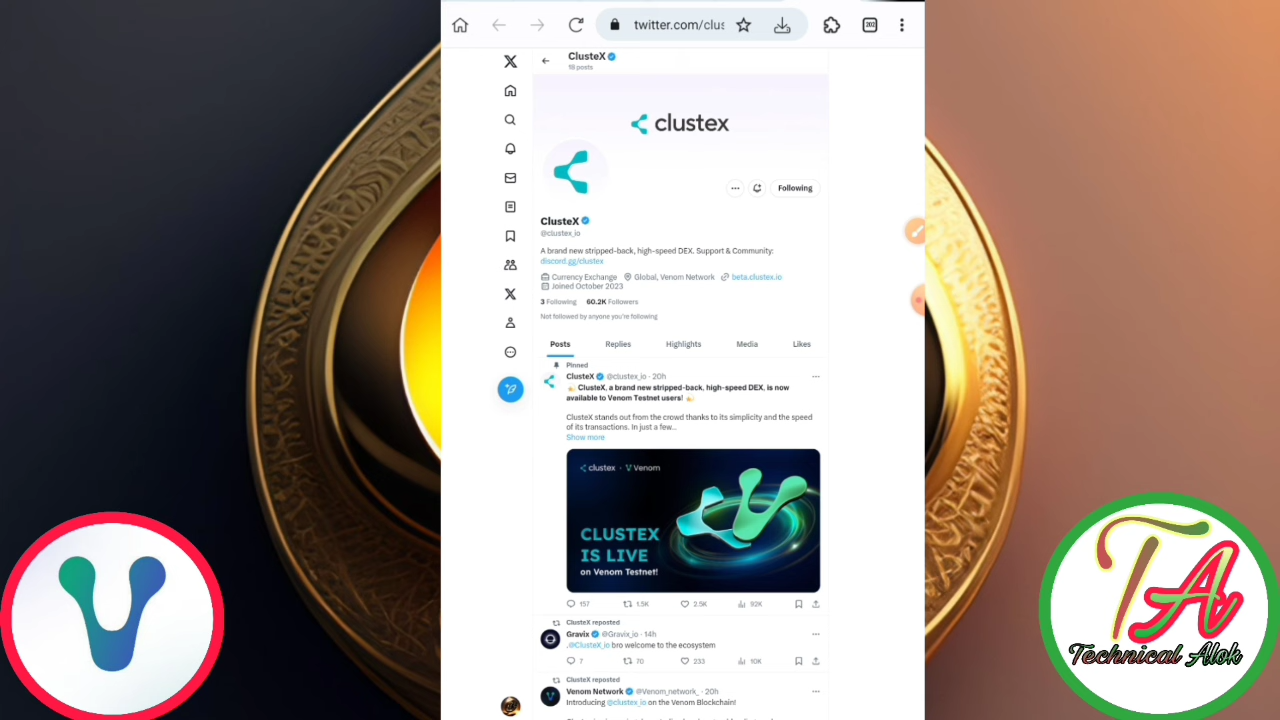 twitter.com/clus
202
ClusteX
118 posts
clustex
Following
ClusteX
@clustex_io
A brand new stripped-back, high-speed DEX. Support & Community:
discord.gg/clustex
Currency Exchange Global, Venom Network beta.clustex.io
Joined October 2023
3 Following 60.2K Followers
Not followed by anyone you're following
Posts Replies Highlights Media Likes
Pinned
ClusteX @clustex_io · 20h
ClusteX, a brand new stripped-back, high-speed DEX, is now
available to Venom Testnet users!
ClusteX stands out from the crowd thanks to its simplicity and the speed
of its transactions. In just a few...
Show more
clustex · Venom
CLUSTEX
IS LIVE
on Venom Testnet!
157 1.5K 2.5K 92K
ClusteX reposted
Gravix @Gravix_io · 14h
.@ClusteX_io bro welcome to the ecosystem
7 70 233 10K
ClusteX reposted
Venom Network @Venom_network_ · 20h
Introducing @clustex_io on the Venom Blockchain!
TA
Technical Alok